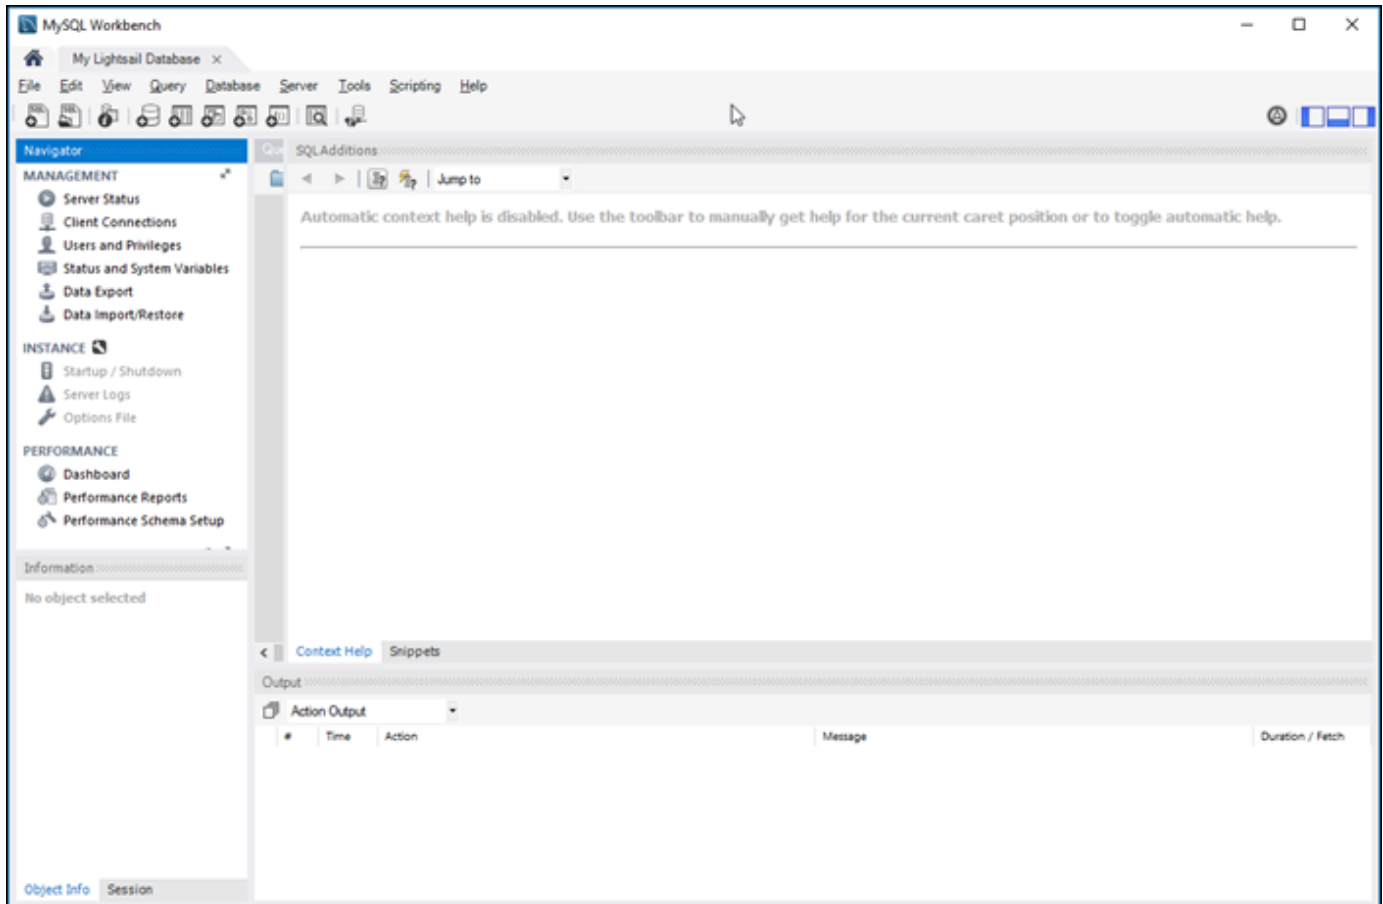 MySQL Workbench
My Lightsail Database
File Edit View Query Database Server Tools Scripting Help
Navigator
MANAGEMENT
Server Status
Client Connections
Users and Privileges
Status and System Variables
Data Export
Data Import/Restore
INSTANCE
Startup / Shutdown
Server Logs
Options File
PERFORMANCE
Dashboard
Performance Reports
Performance Schema Setup
Information
No object selected
Object Info Session
SQLAdditions
Jump to
Automatic context help is disabled. Use the toolbar to manually get help for the current caret position or to toggle automatic help.
Context Help Snippets
Output
Action Output
# Time Action Message Duration / Fetch